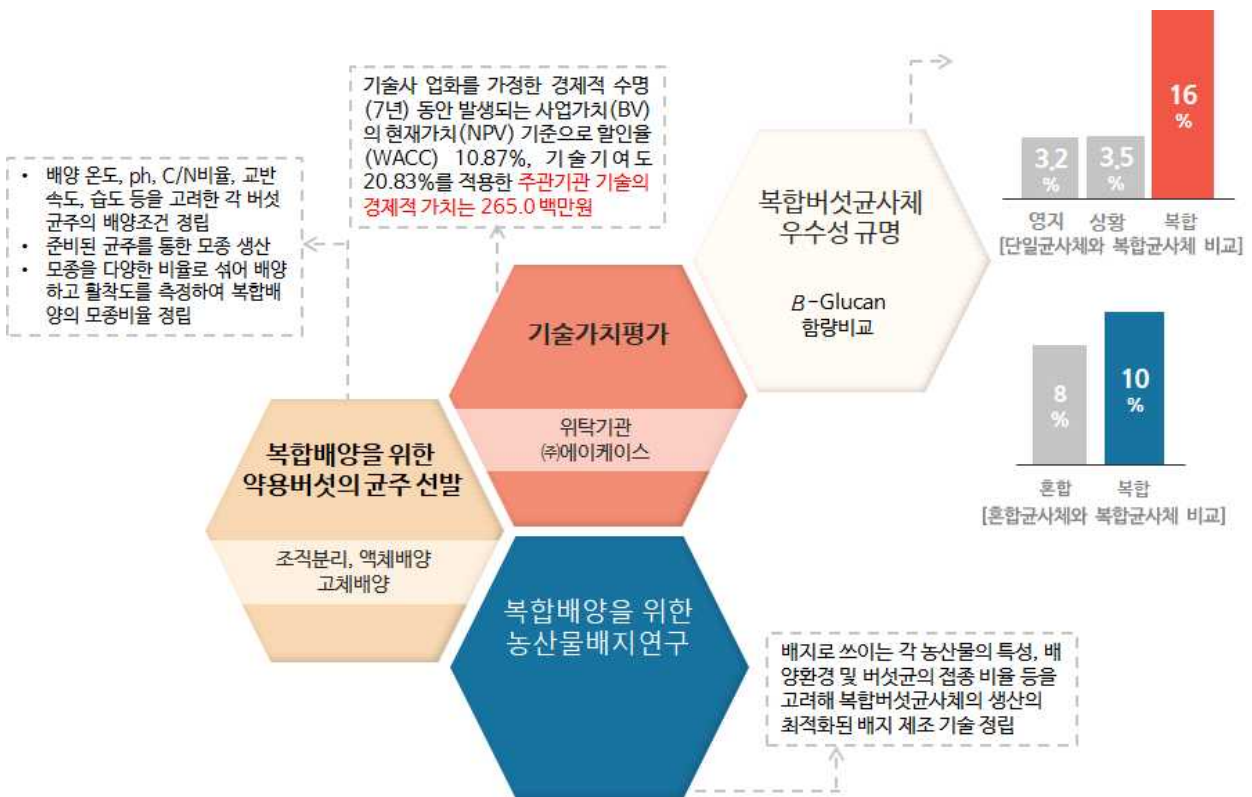 기술사 업화를 가정한 경제적 수명
(7년) 동안 발생되는 사업가치(BV)
의 현재가치(NPV) 기준으로 할인율
(WACC) 10.87%, 기술기여도
20.83%를 적용한 주관기관 기술의
경제적 가치는 265.0 백만원
• 배양 온도, ph, C/N비율, 교반
속도, 습도 등을 고려한 각 버섯
균주의 배양조건 정립
• 준비된 균주를 통한 모종 생산
• 모종을 다양한 비율로 섞어 배양
하고 활착도를 측정하여 복합배
양의 모종비율 정립
복합버섯균사체
우수성 규명
B-Glucan
함량비교
3.2
%
3.5
%
16
%
영지 상황 복합
[단일균사체와 복합균사체 비교]
8
%
10
%
혼합 복합
[혼합균사체와 복합균사체 비교]
기술가치평가
위탁기관
㈜에이케이스
복합배양을 위한
약용버섯의 균주 선발
조직분리, 액체배양
고체배양
복합배양을 위한
농산물배지연구
배지로 쓰이는 각 농산물의 특성, 배
양환경 및 버섯균의 접종 비율 등을
고려해 복합버섯균사체의 생산의
최적화된 배지 제조 기술 정립